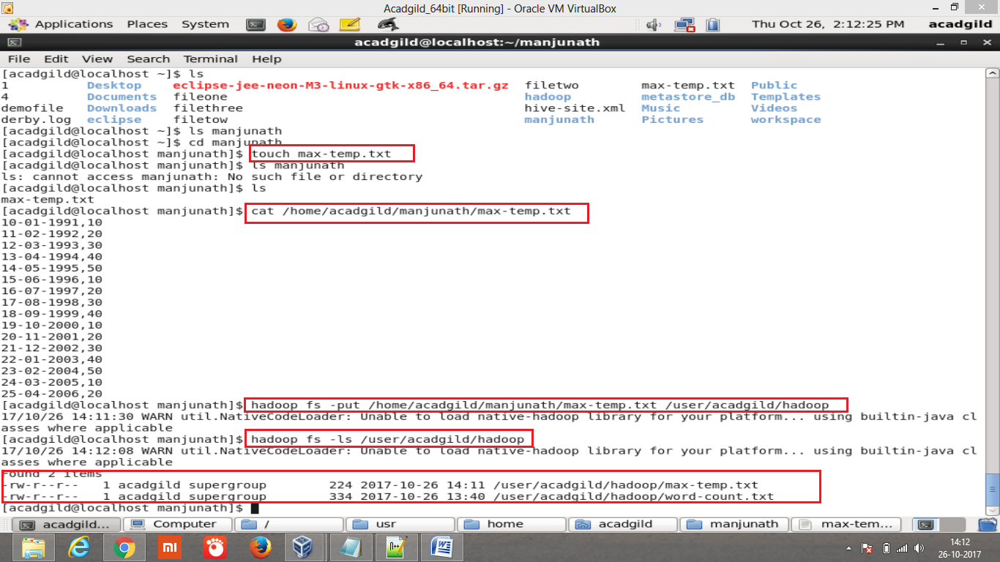 Acadgild_64bit [Running] - Oracle VM VirtualBox
Applications Places System Thu Oct 26, 2:12:25 PM acadgild
acadgild@localhost:~/manjunath
File Edit View Search Terminal Help
[acadgild@localhost ~]$ ls
1 Desktop eclipse-jee-neon-M3-linux-gtk-x86_64.tar.gz filetwo max-temp.txt Public
4 Documents fileone hadoop metastore_db Templates
demofile Downloads filethree hive-site.xml Music Videos
derby.log eclipse filetow manjunath Pictures workspace
[acadgild@localhost ~]$ ls manjunath
[acadgild@localhost ~]$ cd manjunath
[acadgild@localhost manjunath]$ touch max-temp.txt
[acadgild@localhost manjunath]$ ls manjunath
ls: cannot access manjunath: No such file or directory
[acadgild@localhost manjunath]$ ls
max-temp.txt
[acadgild@localhost manjunath]$ cat /home/acadgild/manjunath/max-temp.txt
10-01-1991,10
11-02-1992,20
12-03-1993,30
13-04-1994,40
14-05-1995,50
15-06-1996,10
16-07-1997,20
17-08-1998,30
18-09-1999,40
19-10-2000,10
20-11-2001,20
21-12-2002,30
22-01-2003,40
23-02-2004,50
24-03-2005,10
25-04-2006,20
[acadgild@localhost manjunath]$ hadoop fs -put /home/acadgild/manjunath/max-temp.txt /user/acadgild/hadoop
17/10/26 14:11:30 WARN util.NativeCodeLoader: Unable to load native-hadoop library for your platform... using builtin-java cl
asses where applicable
[acadgild@localhost manjunath]$ hadoop fs -ls /user/acadgild/hadoop
17/10/26 14:12:08 WARN util.NativeCodeLoader: Unable to load native-hadoop library for your platform... using builtin-java cl
asses where applicable
Found 2 items
-rw-r--r-- 1 acadgild supergroup 224 2017-10-26 14:11 /user/acadgild/hadoop/max-temp.txt
-rw-r--r-- 1 acadgild supergroup 334 2017-10-26 13:40 /user/acadgild/hadoop/word-count.txt
[acadgild@localhost manjunath]$
acadgild... Computer / usr home acadgild manjunath max-tem...
mi
14:12
26-10-2017